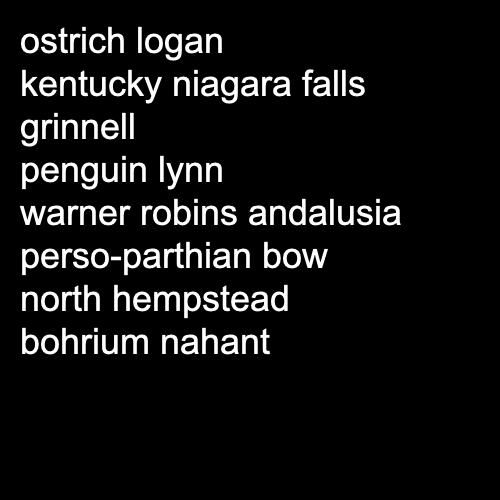 ostrich logan
kentucky niagara falls
grinnell
penguin lynn
warner robins andalusia
perso-parthian bow
north hempstead
bohrium nahant